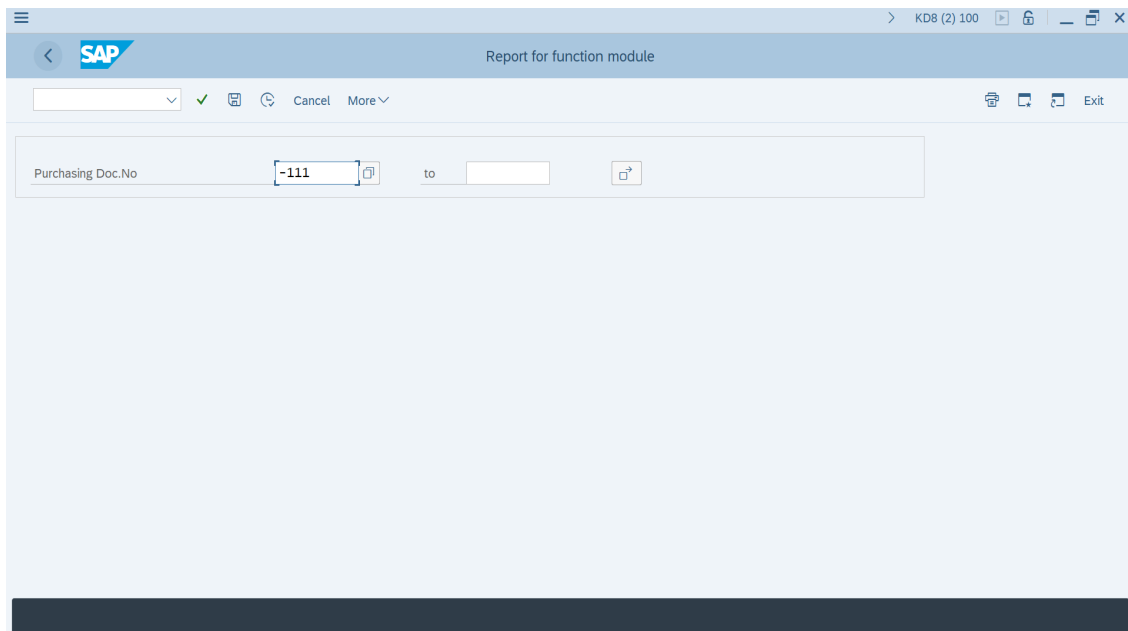 KD8 (2) 100
SAP Report for function module
Cancel More Exit
Purchasing Doc.No -111 to